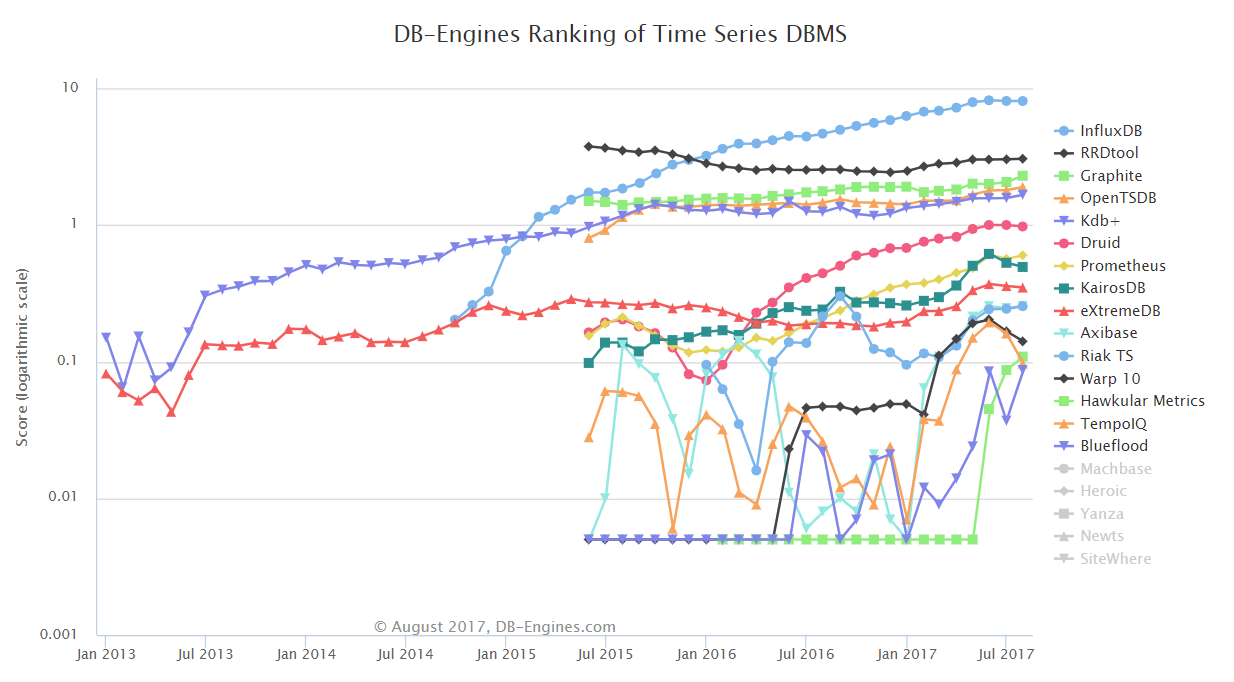 DB-Engines Ranking of Time Series DBMS
Score (logarithmic scale)
10
1
0.1
0.01
0.001
© August 2017, DB-Engines.com
Jan 2013
Jul 2013
Jan 2014
Jul 2014
Jan 2015
Jul 2015
Jan 2016
Jul 2016
Jan 2017
Jul 2017
InfluxDB
RRDtool
Graphite
OpenTSDB
Kdb+
Druid
Prometheus
KairosDB
eXtremeDB
Axibase
Riak TS
Warp 10
Hawkular Metrics
TempoIQ
Blueflood
Machbase
Heroic
Yanza
Newts
SiteWhere